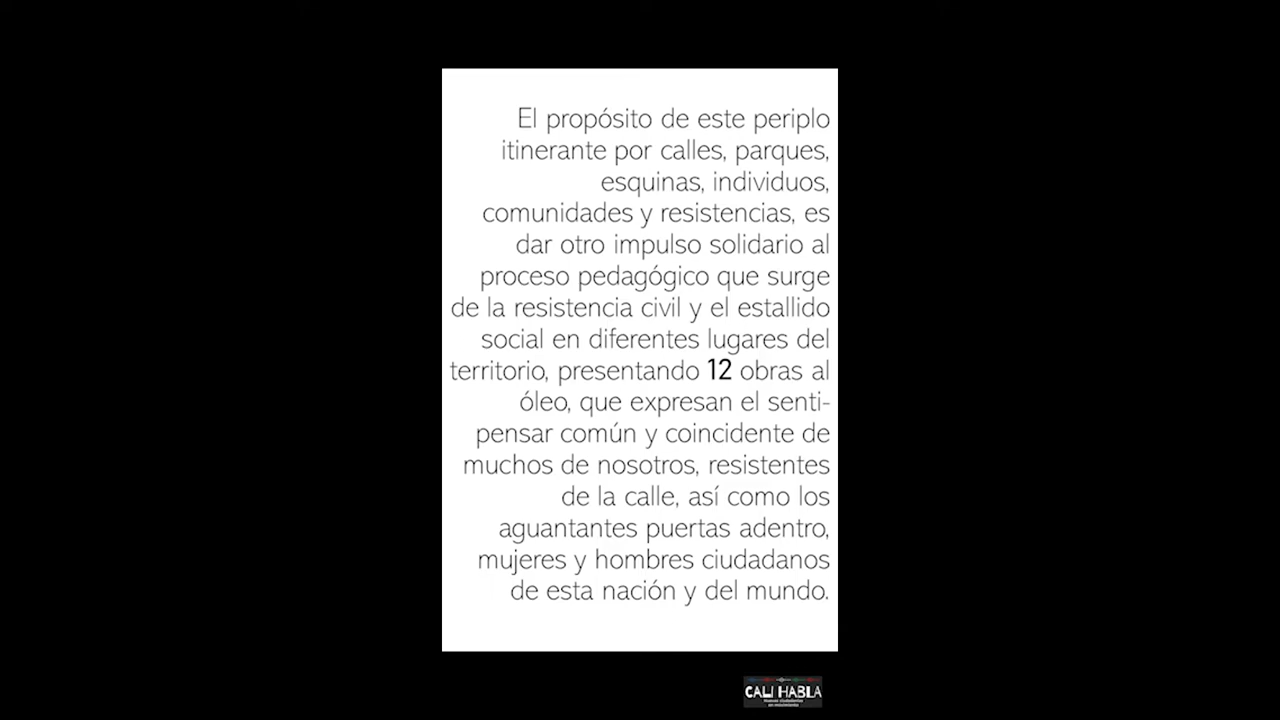 El propósito de este periplo
itinerante por calles, parques,
esquinas, individuos,
comunidades y resistencias, es
dar otro impulso solidario al
proceso pedagógico que surge
de la resistencia civil y el estallido
social en diferentes lugares del
territorio, presentando 12 obras al
óleo, que expresan el senti-
pensar común y coincidente de
muchos de nosotros, resistentes
de la calle, así como los
aguantantes puertas adentro,
mujeres y hombres ciudadanos
de esta nación y del mundo.
CALI HABLA
en movimiento